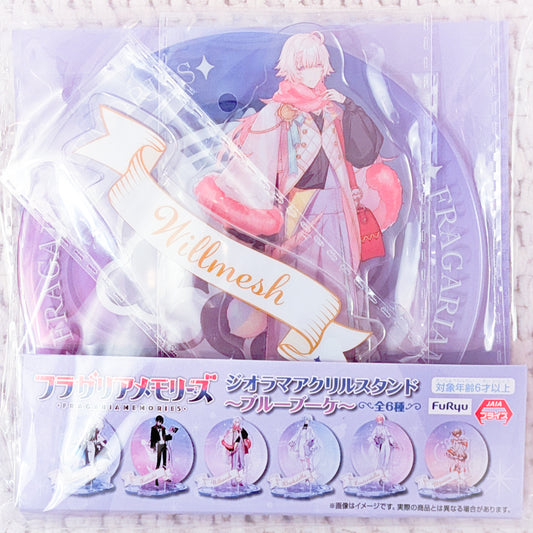 FRAGARIA
FRAGA
Willmesh
フラガリアメモリーズ
•FRAGARIAMEMORIES•
ジオラマアクリルスタンド
～ブルーブーケ～
全6種
対象年齢6才以上
FuRyu
JAIA
プライズ
※画像はイメージです。実際の商品とは異なる場合があります。